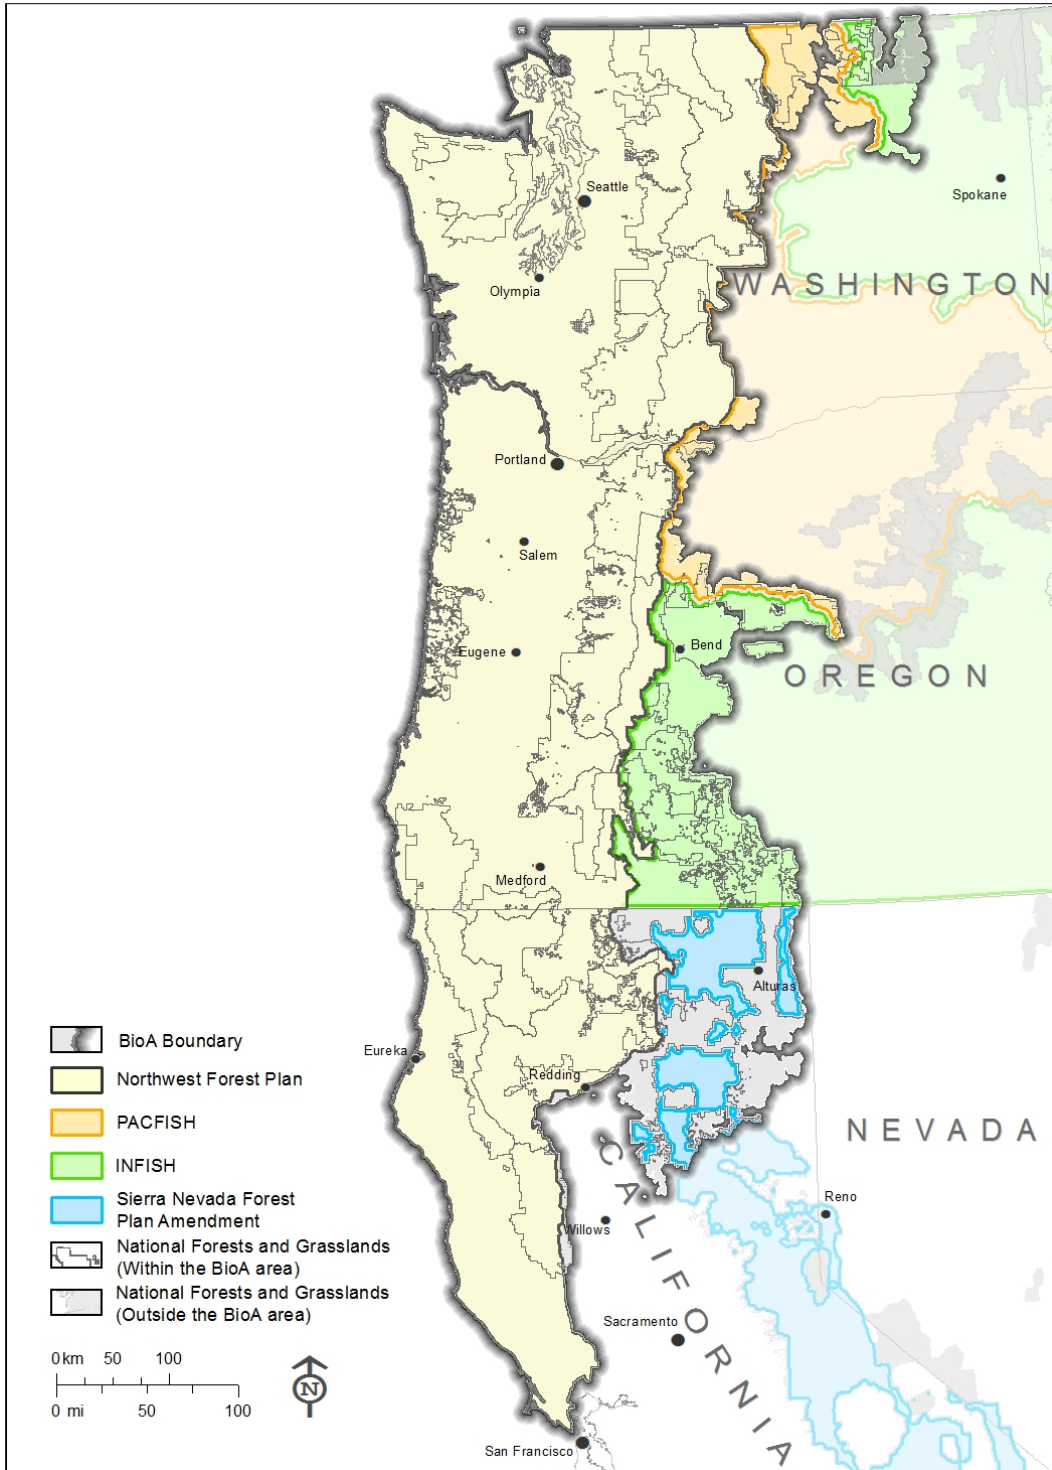 Seattle
Spokane
WASHINGTON
Olympia
Portland
Salem
Eugene
Bend
OREGON
Medford
Alturas
Eureka
Redding
NEVADA
CALIFORNIA
Reno
Willows
Sacramento
San Francisco
BioA Boundary
Northwest Forest Plan
PACFISH
INFISH
Sierra Nevada Forest
Plan Amendment
National Forests and Grasslands
(Within the BioA area)
National Forests and Grasslands
(Outside the BioA area)
0 km 50 100
0 mi 50 100
N